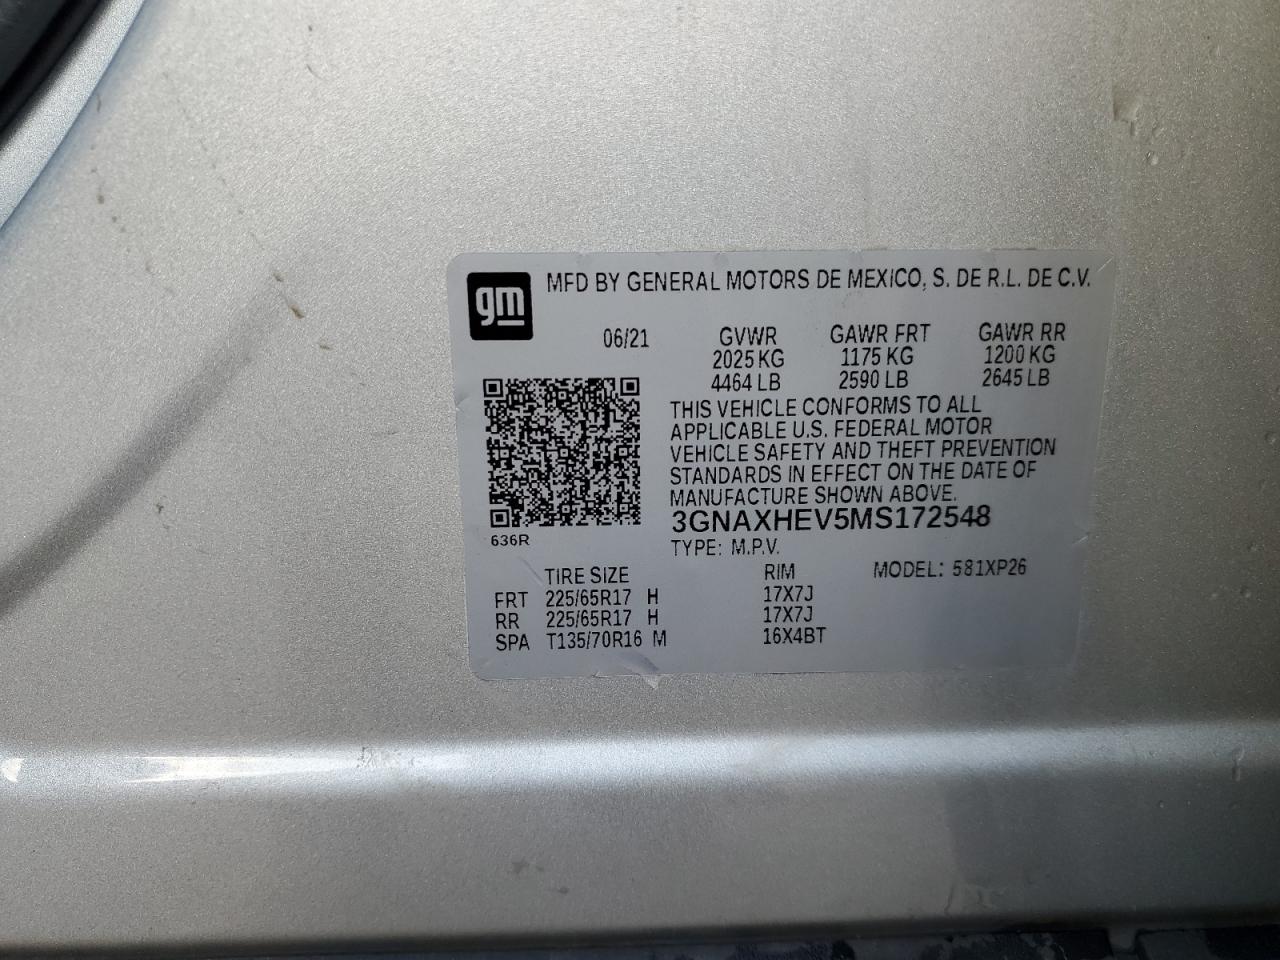 gm
MFD BY GENERAL MOTORS DE MEXICO, S. DE R.L. DE C.V.
06/21 GVWR GAWR FRT GAWR RR
2025 KG 1175 KG 1200 KG
4464 LB 2590 LB 2645 LB
THIS VEHICLE CONFORMS TO ALL
APPLICABLE U.S. FEDERAL MOTOR
VEHICLE SAFETY AND THEFT PREVENTION
STANDARDS IN EFFECT ON THE DATE OF
MANUFACTURE SHOWN ABOVE.
3GNAXHEV5MS172548
636R
TYPE: M.P.V.
TIRE SIZE RIM MODEL: 581XP26
FRT 225/65R17 H 17X7J
RR 225/65R17 H 17X7J
SPA T135/70R16 M 16X4BT